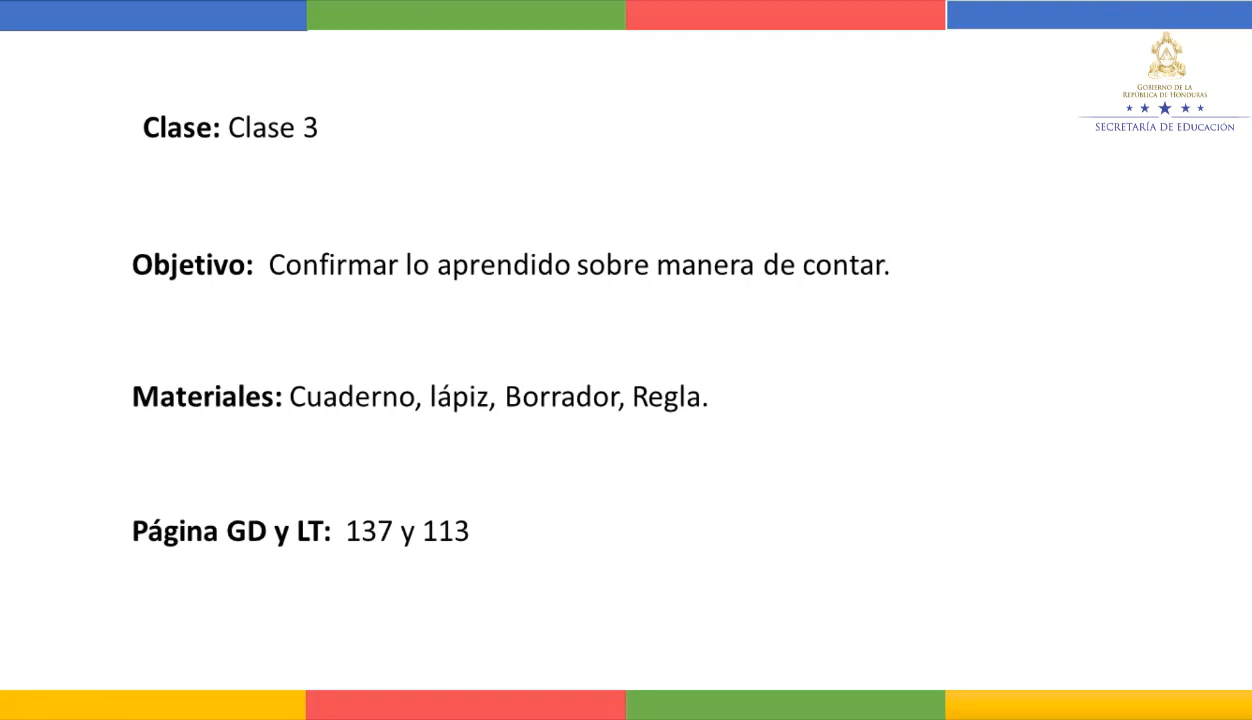 GOBIERNO DE LA
REPÚBLICA DE HONDURAS
SECRETARÍA DE EDUCACIÓN
Clase: Clase 3
Objetivo: Confirmar lo aprendido sobre manera de contar.
Materiales: Cuaderno, lápiz, Borrador, Regla.
Página GD y LT: 137 y 113